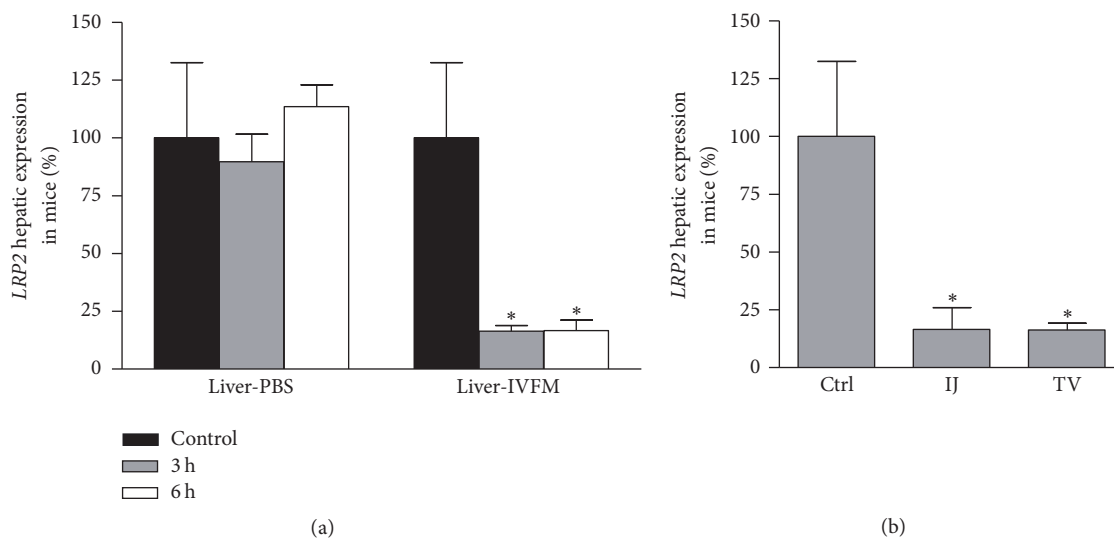 LRP2 hepatic expression
in mice (%)
150
125
100
75
50
25
0
*
*
Liver-PBS
Liver-IVFM
Control
3 h
6 h
(a)
LRP2 hepatic expression
in mice (%)
150
125
100
75
50
25
0
*
*
Ctrl
IJ
TV
(b)